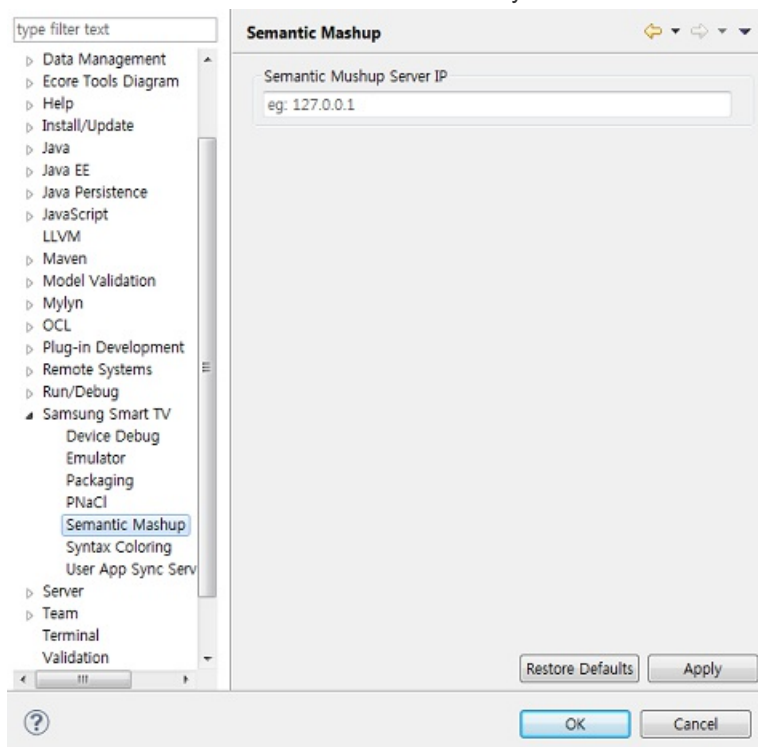 type filter text
Data Management
Ecore Tools Diagram
Help
Install/Update
Java
Java EE
Java Persistence
JavaScript
LLVM
Maven
Model Validation
Mylyn
OCL
Plug-in Development
Remote Systems
Run/Debug
Samsung Smart TV
Device Debug
Emulator
Packaging
PNaCl
Semantic Mashup
Syntax Coloring
User App Sync Serv
Server
Team
Terminal
Validation
Semantic Mashup
Semantic Mushup Server IP
eg: 127.0.0.1
Restore Defaults
Apply
OK
Cancel